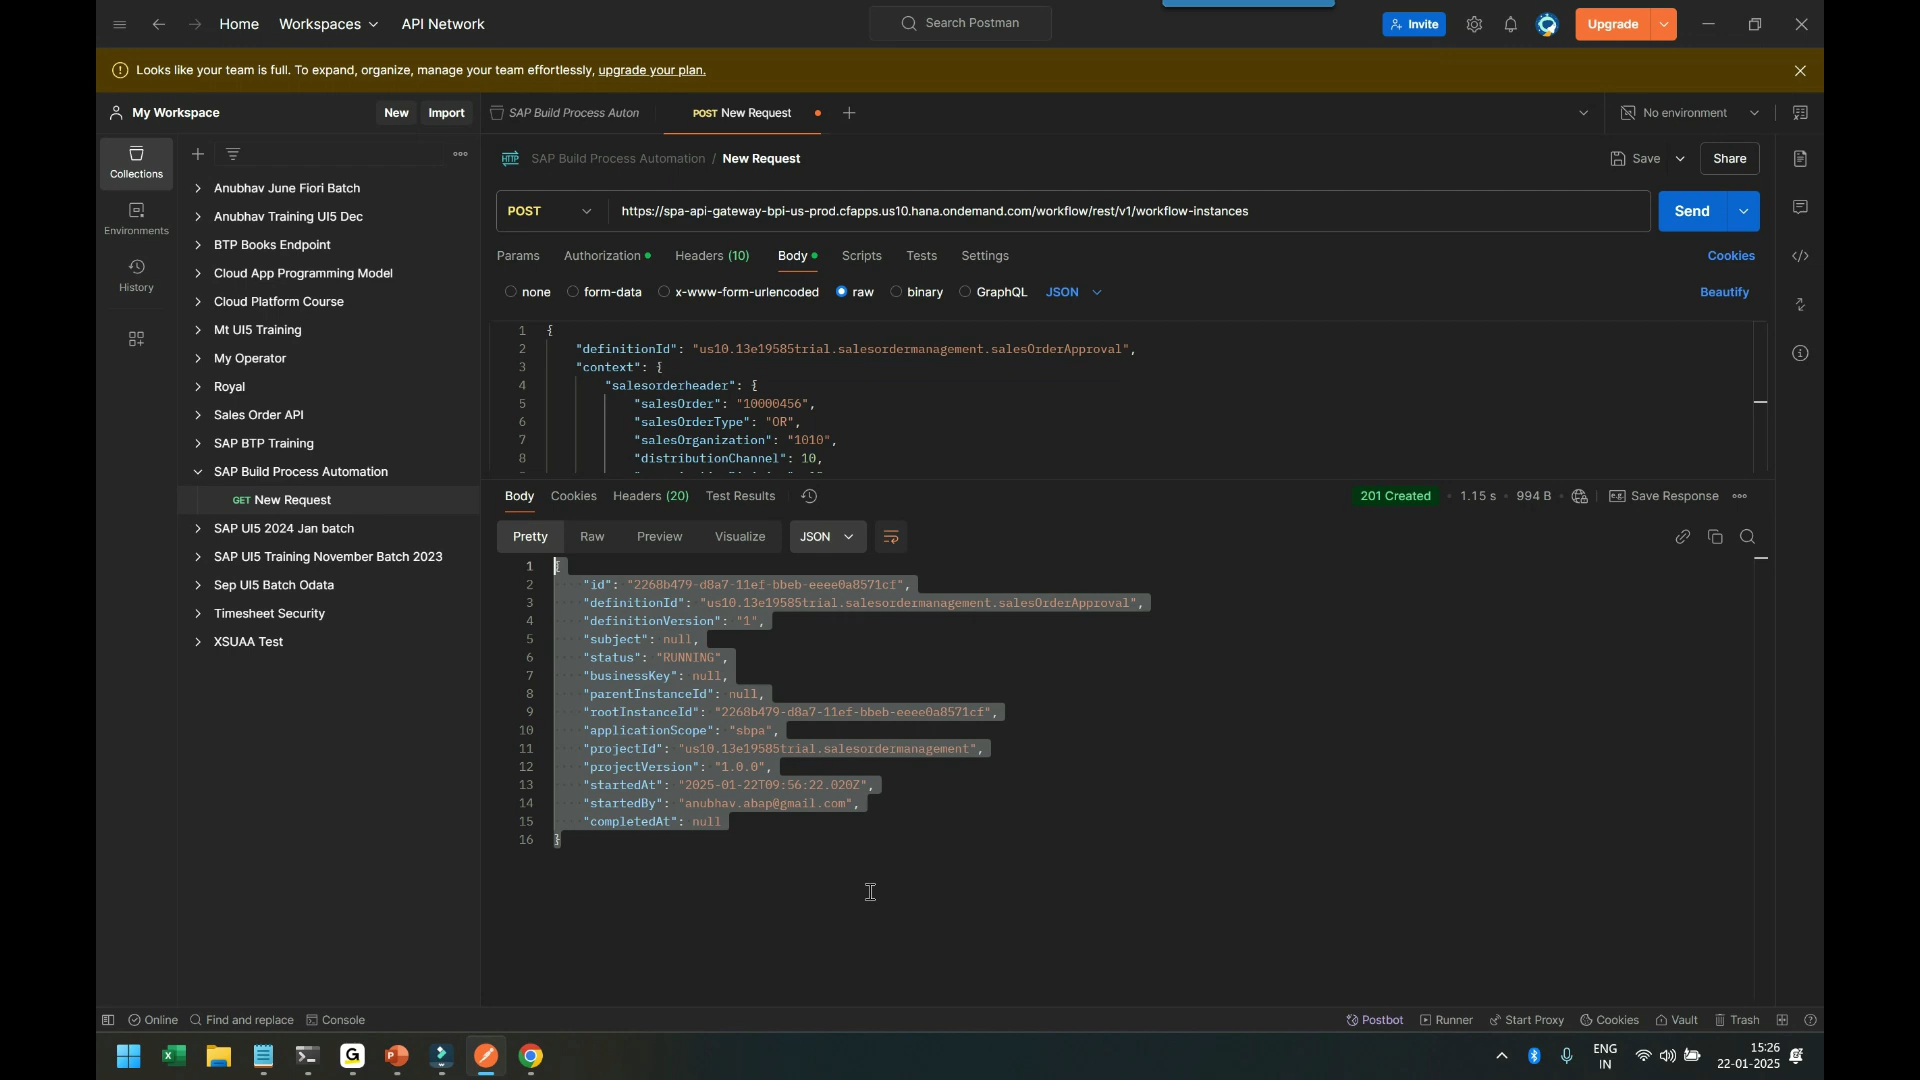 Home Workspaces API Network Search Postman Invite Upgrade
Looks like your team is full. To expand, organize, manage your team effortlessly, upgrade your plan.
My Workspace New Import SAP Build Process Auton POST New Request No environment
Collections
Environments
History
Anubhav June Fiori Batch
Anubhav Training UI5 Dec
BTP Books Endpoint
Cloud App Programming Model
Cloud Platform Course
Mt UI5 Training
My Operator
Royal
Sales Order API
SAP BTP Training
SAP Build Process Automation
GET New Request
SAP UI5 2024 Jan batch
SAP UI5 Training November Batch 2023
Sep UI5 Batch Odata
Timesheet Security
XSUAA Test
HTTP SAP Build Process Automation / New Request Save Share
POST https://spa-api-gateway-bpi-us-prod.cfapps.us10.hana.ondemand.com/workflow/rest/v1/workflow-instances Send
Params Authorization Headers (10) Body Scripts Tests Settings Cookies
none form-data x-www-form-urlencoded raw binary GraphQL JSON Beautify
1 {
2 "definitionId": "us10.13e19585trial.salesordermanagement.salesOrderApproval",
3 "context": {
4 "salesorderheader": {
5 "salesOrder": "10000456",
6 "salesOrderType": "OR",
7 "salesOrganization": "1010",
8 "distributionChannel": 10,
Body Cookies Headers (20) Test Results 201 Created 1.15 s 994 B Save Response
Pretty Raw Preview Visualize JSON
1 {
2 "id": "2268b479-d8a7-11ef-bbeb-eeee0a8571cf",
3 "definitionId": "us10.13e19585trial.salesordermanagement.salesOrderApproval",
4 "definitionVersion": "1",
5 "subject": null,
6 "status": "RUNNING",
7 "businessKey": null,
8 "parentInstanceId": null,
9 "rootInstanceId": "2268b479-d8a7-11ef-bbeb-eeee0a8571cf",
10 "applicationScope": "sbpa",
11 "projectId": "us10.13e19585trial.salesordermanagement",
12 "projectVersion": "1.0.0",
13 "startedAt": "2025-01-22T09:56:22.020Z",
14 "startedBy": "anubhav.abap@gmail.com",
15 "completedAt": null
16 }
Online Find and replace Console Postbot Runner Start Proxy Cookies Vault Trash
ENG 15:26
IN 22-01-2025